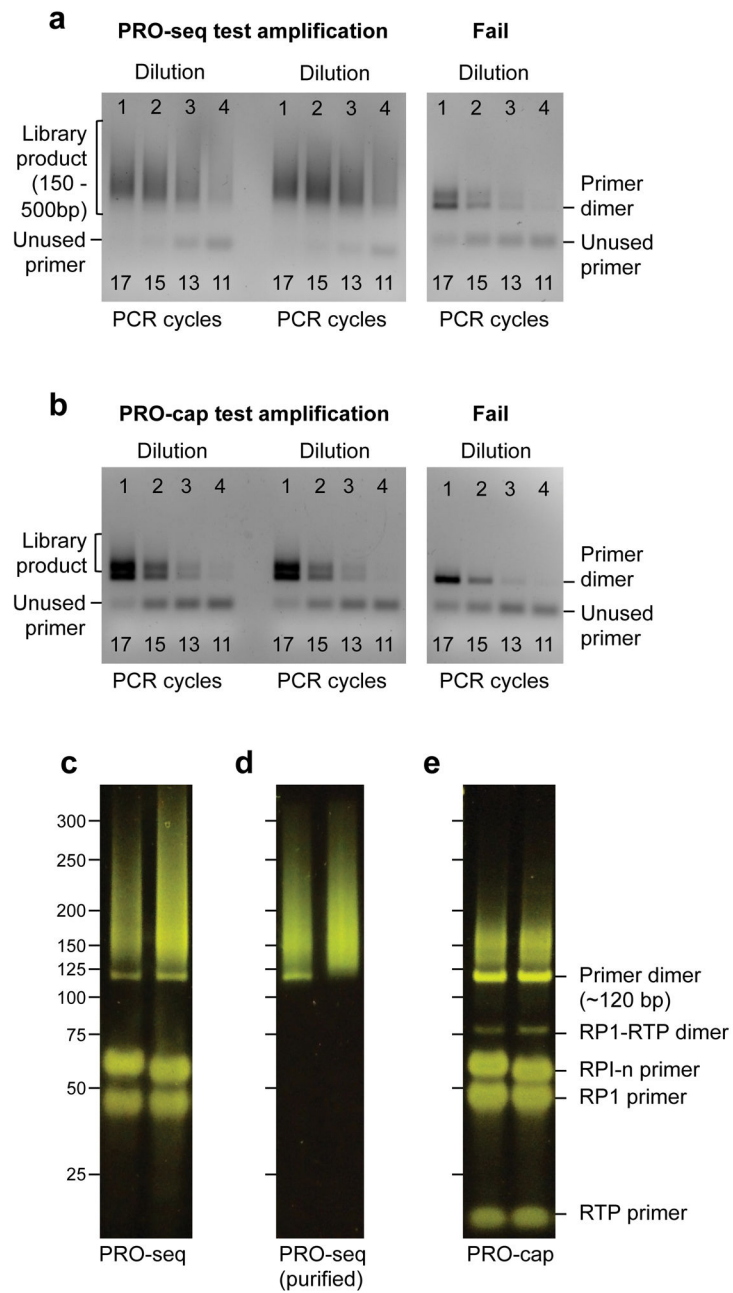 a
PRO-seq test amplification
Fail
Dilution
Dilution
Dilution
1 2 3 4
1 2 3 4
1 2 3 4
Library
product
(150 -
500bp)
Unused
primer
Primer
dimer
Unused
primer
17 15 13 11
17 15 13 11
17 15 13 11
PCR cycles
PCR cycles
PCR cycles
b
PRO-cap test amplification
Fail
Dilution
Dilution
Dilution
1 2 3 4
1 2 3 4
1 2 3 4
Library
product
Unused
primer
Primer
dimer
Unused
primer
17 15 13 11
17 15 13 11
17 15 13 11
PCR cycles
PCR cycles
PCR cycles
c
d
e
300
250
200
150
125
100
75
50
25
Primer dimer
(~120 bp)
RP1-RTP dimer
RPI-n primer
RP1 primer
RTP primer
PRO-seq
PRO-seq
(purified)
PRO-cap